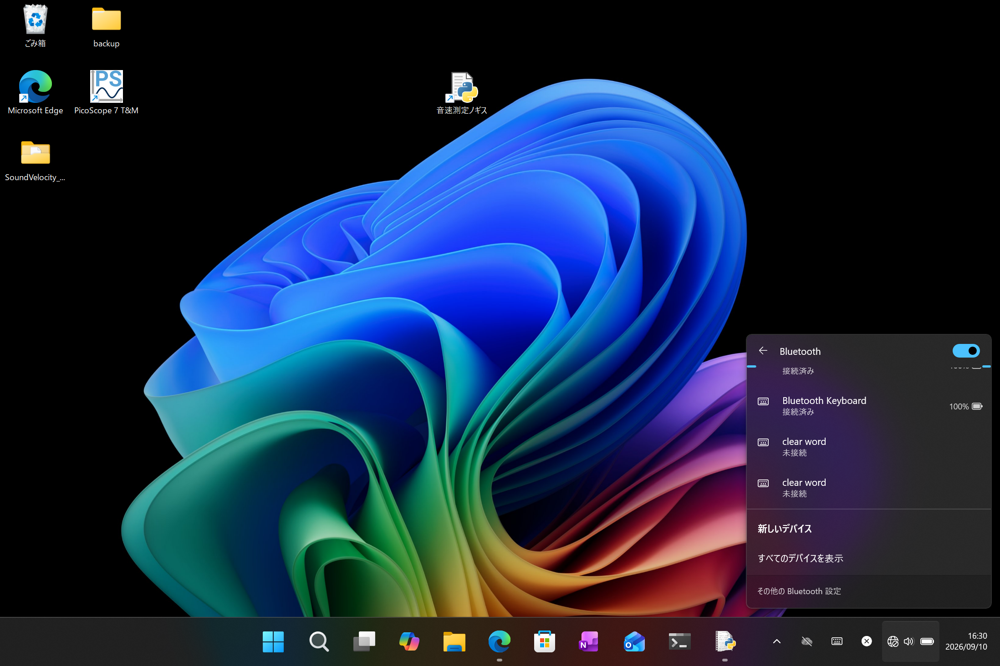 ごみ箱
backup
PS
Microsoft Edge
PicoScope 7 T&M
音速測定ノギス
SoundVelocity_...
Bluetooth
接続済み
Bluetooth Keyboard
接続済み
100%
clear word
未接続
clear word
未接続
新しいデバイス
すべてのデバイスを表示
その他の Bluetooth 設定
N
O
16:30
2026/09/10